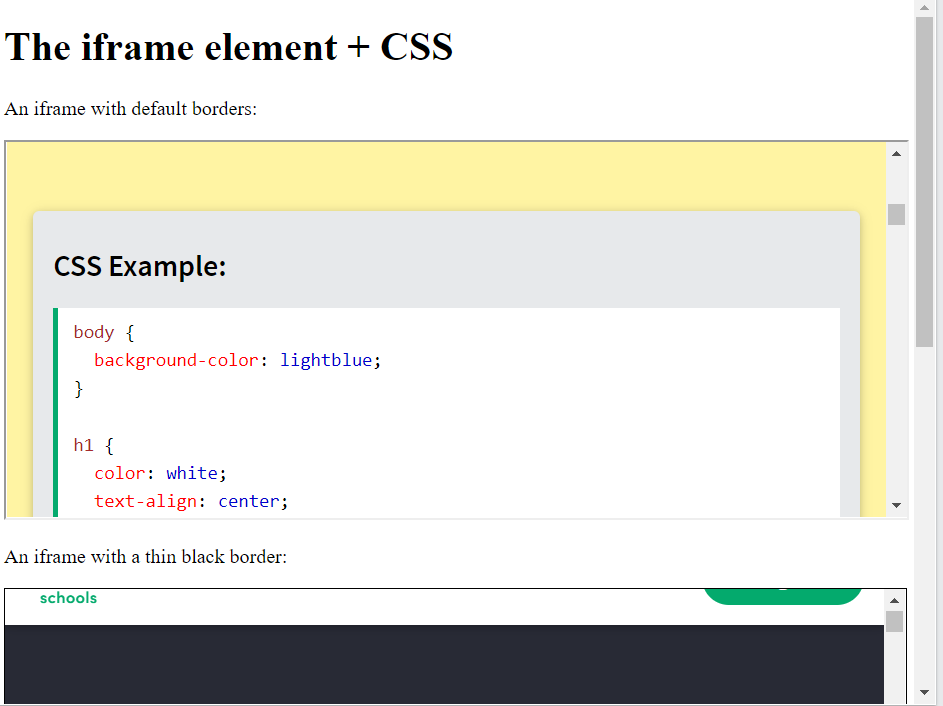 The iframe element + CSS
An iframe with default borders:
CSS Example:
body {
  background-color: lightblue;
}
h1 {
  color: white;
  text-align: center;
An iframe with a thin black border:
schools